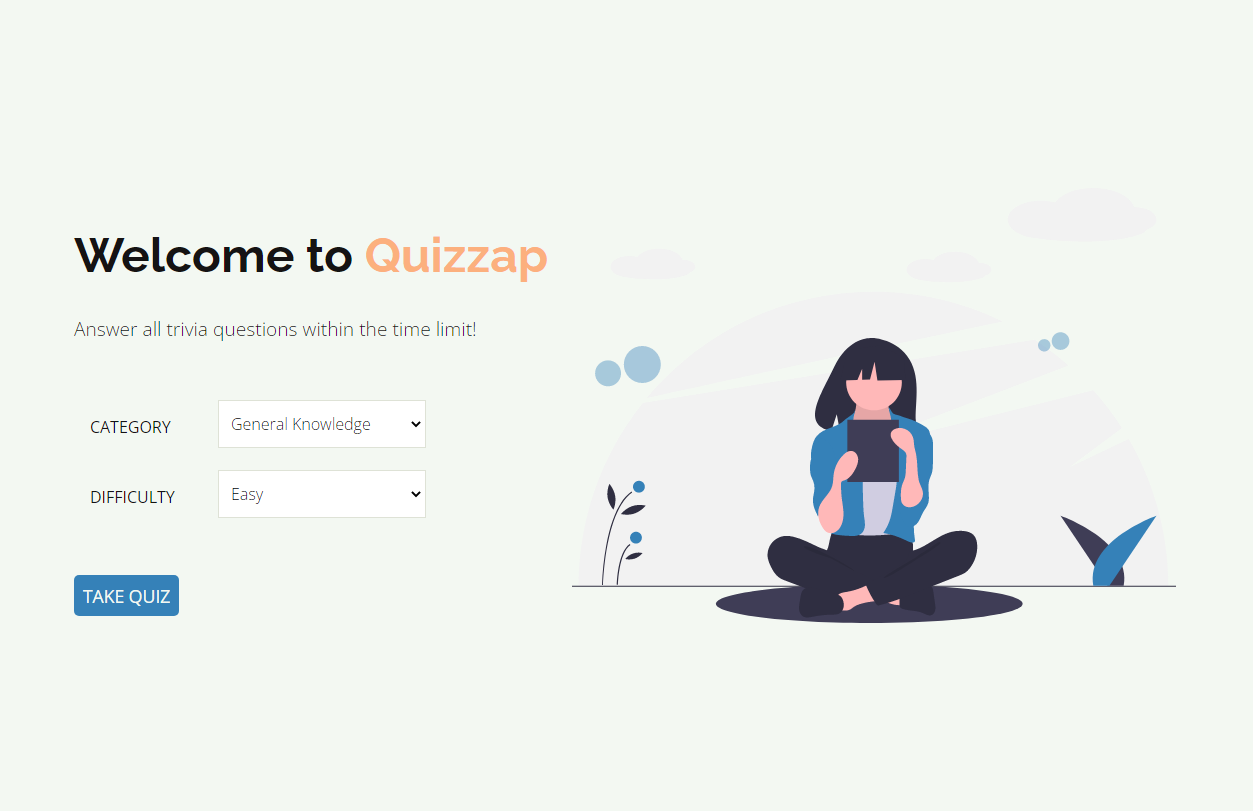 Welcome to Quizzap
Answer all trivia questions within the time limit!
CATEGORY
General Knowledge
DIFFICULTY
Easy
TAKE QUIZ